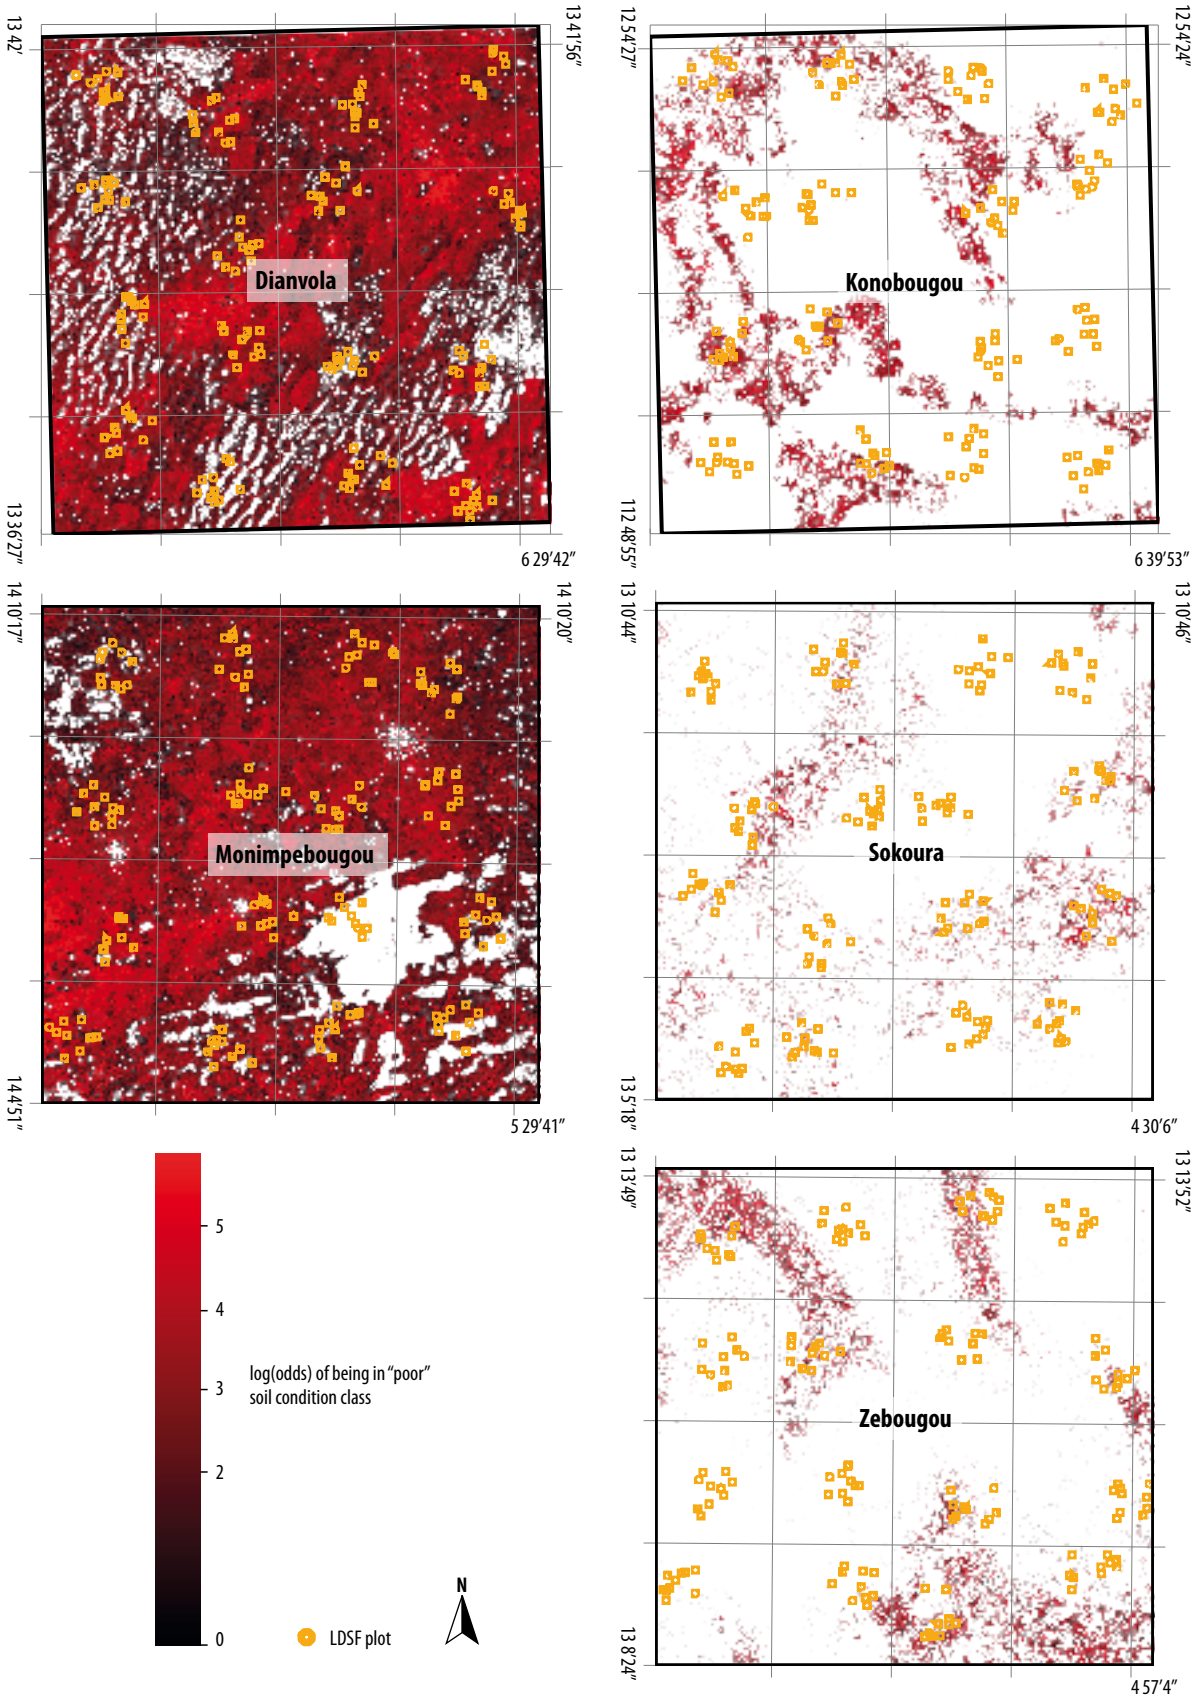 13 42’
13 41’56”
Dianvola
13 36’27”
6 29’42”
12 54’27”
12 54’24”
Konobougou
112 48’55”
6 39’53”
14 10’17”
14 10’20”
Monimpebougou
14 4’51”
5 29’41”
13 10’44”
13 10’46”
Sokoura
13 5’18”
4 30’6”
13 13’49”
13 13’52”
Zebougou
13 8’24”
4 57’4”
5
4
3
2
0
log(odds) of being in “poor”
soil condition class
LDSF plot
N